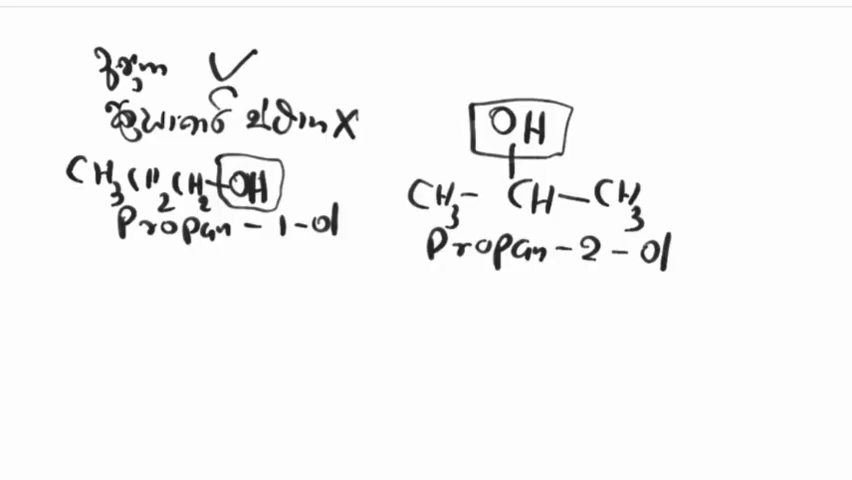 ✓
X
OH
CH₃CH₂CH₂-OH
CH₃-CH-CH₃
Propan-1-ol
Propan-2-ol